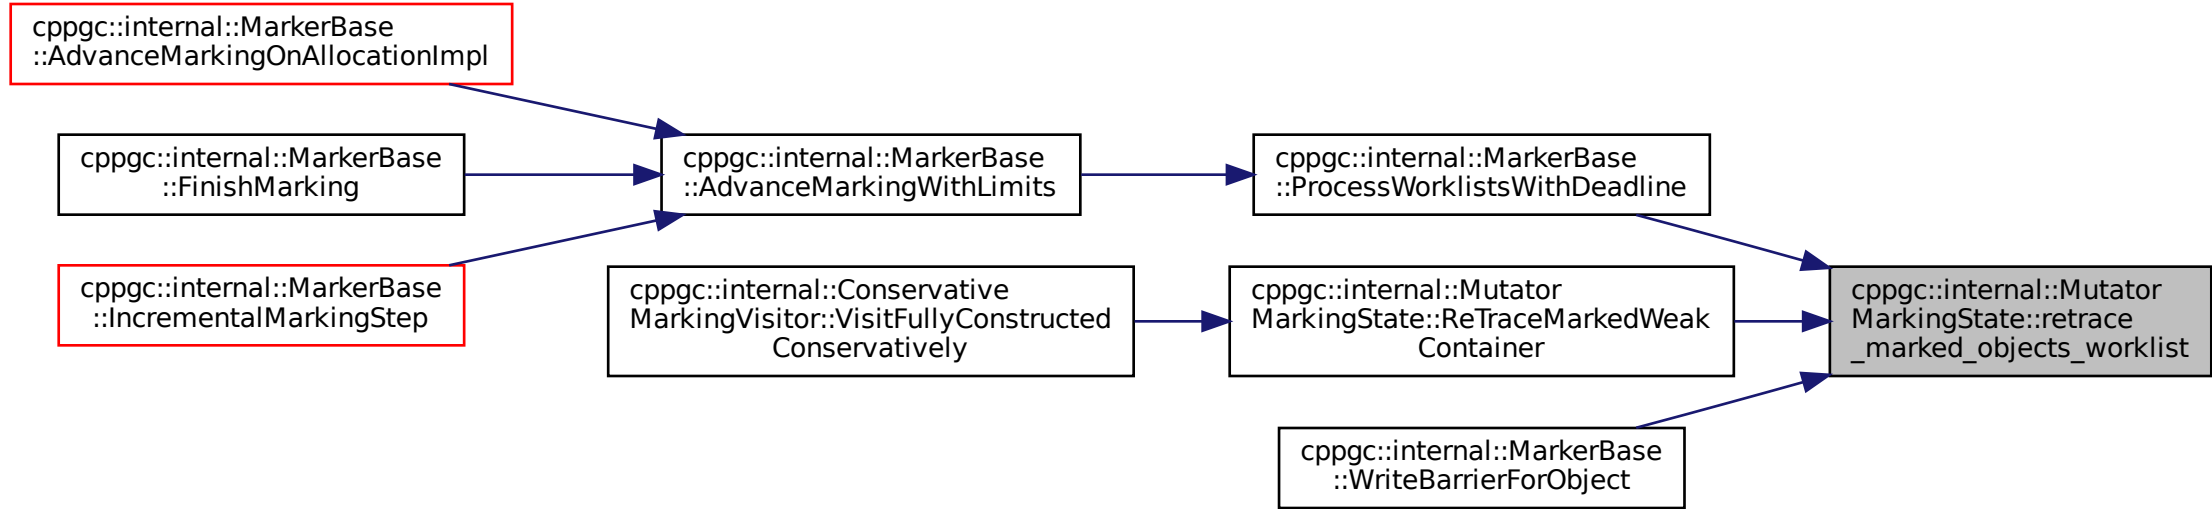 cppgc::internal::MarkerBase
::AdvanceMarkingOnAllocationImpl
cppgc::internal::MarkerBase
::FinishMarking
cppgc::internal::MarkerBase
::IncrementalMarkingStep
cppgc::internal::MarkerBase
::AdvanceMarkingWithLimits
cppgc::internal::Conservative
MarkingVisitor::VisitFullyConstructed
Conservatively
cppgc::internal::MarkerBase
::ProcessWorklistsWithDeadline
cppgc::internal::Mutator
MarkingState::ReTraceMarkedWeak
Container
cppgc::internal::MarkerBase
::WriteBarrierForObject
cppgc::internal::Mutator
MarkingState::retrace
_marked_objects_worklist